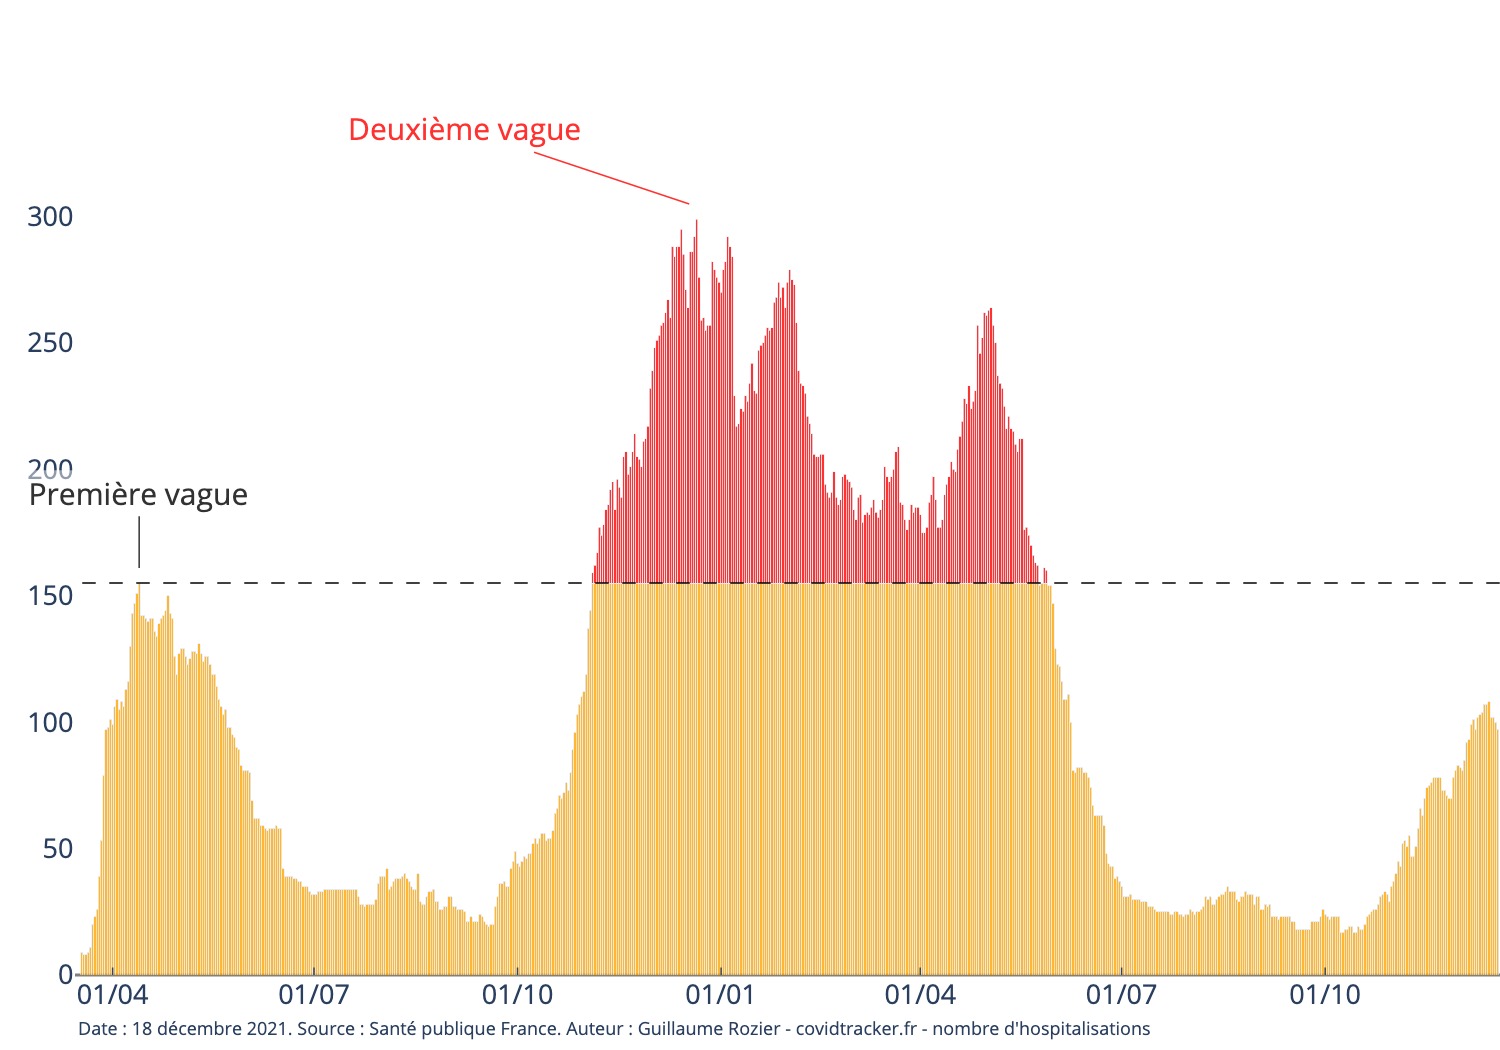 Deuxième vague
300
250
200
Première vague
150
100
50
0
01/04 01/07 01/10 01/01 01/04 01/07 01/10
Date : 18 décembre 2021. Source : Santé publique France. Auteur : Guillaume Rozier - covidtracker.fr - nombre d'hospitalisations